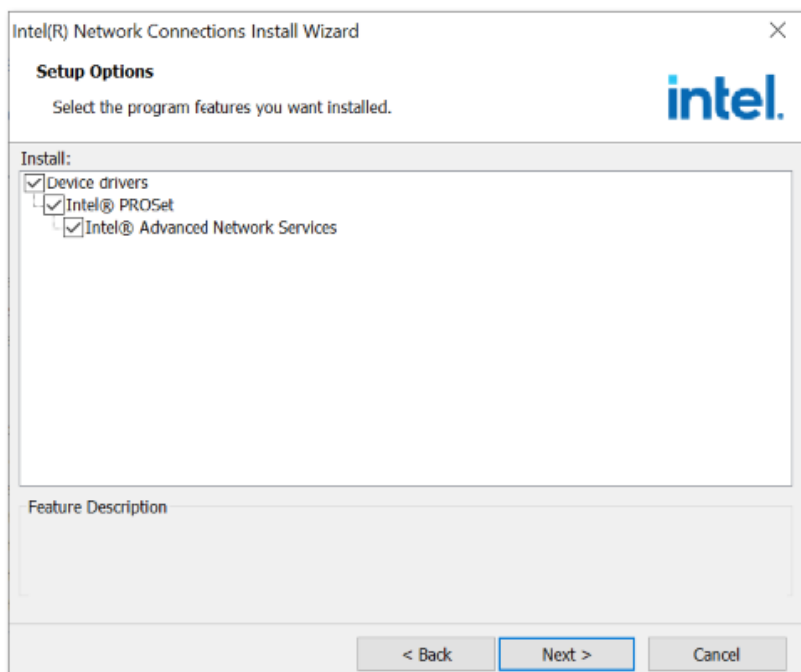 Intel(R) Network Connections Install Wizard
Setup Options
Select the program features you want installed.
intel.
Install:
Device drivers
Intel® PROSet
Intel® Advanced Network Services
Feature Description
< Back
Next >
Cancel